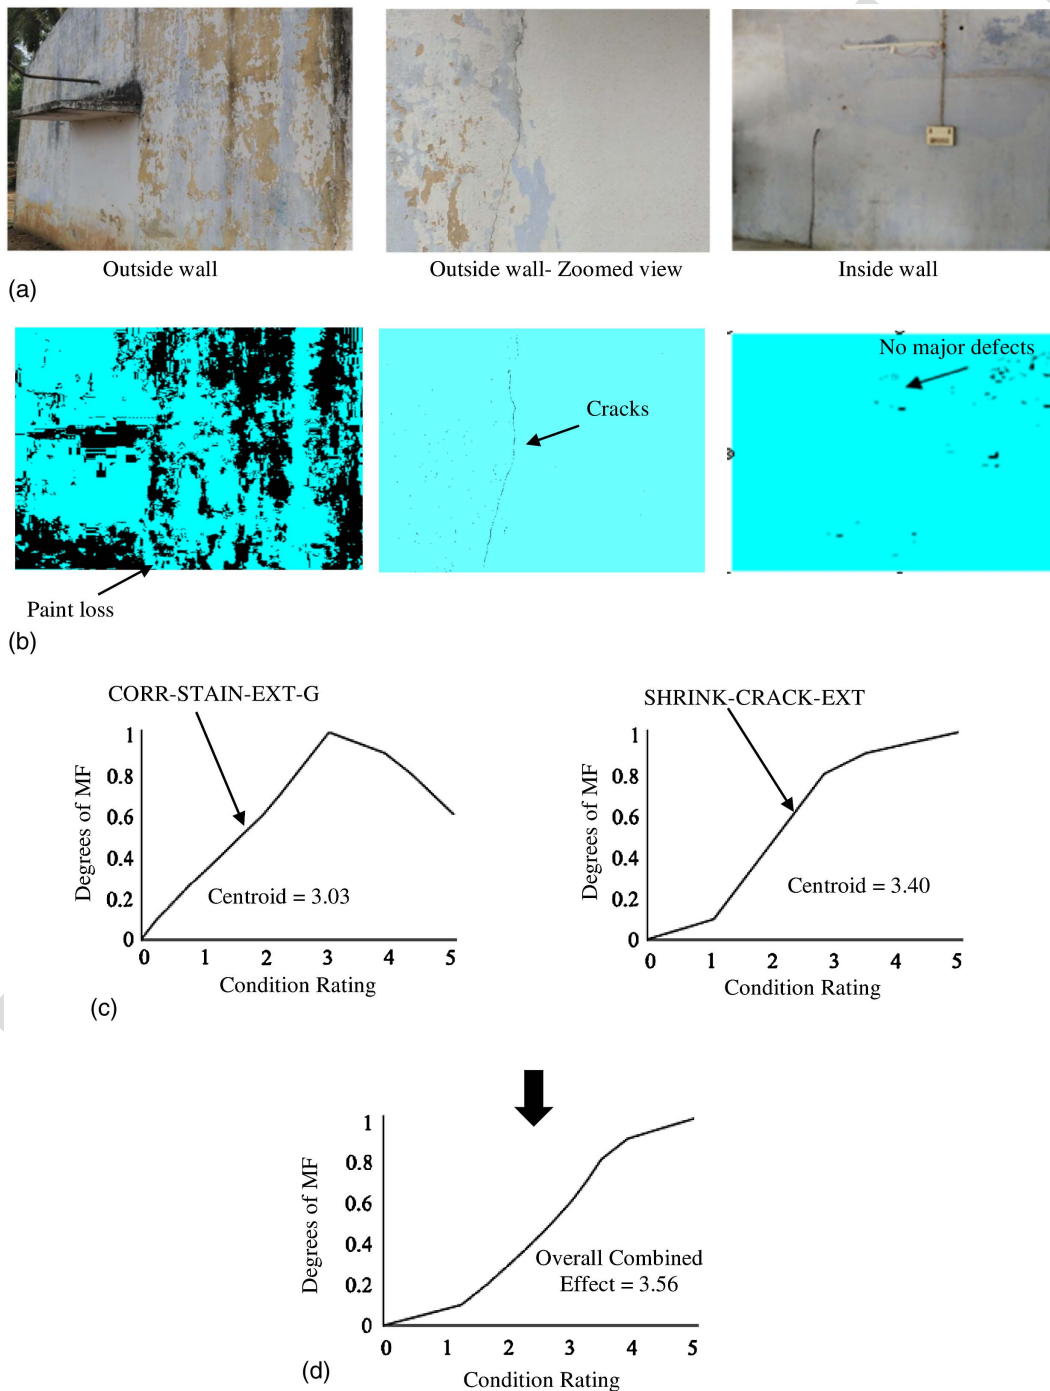 Outside wall
Outside wall- Zoomed view
Inside wall
(a)
No major defects
Cracks
Paint loss
(b)
CORR-STAIN-EXT-G
SHRINK-CRACK-EXT
Degrees of MF
1
0.8
0.6
0.4
0.2
0
Centroid = 3.03
0 1 2 3 4 5
Condition Rating
Degrees of MF
1
0.8
0.6
0.4
0.2
0
Centroid = 3.40
0 1 2 3 4 5
Condition Rating
(c)
Degrees of MF
1
0.8
0.6
0.4
0.2
0
Overall Combined
Effect = 3.56
0 1 2 3 4 5
Condition Rating
(d)